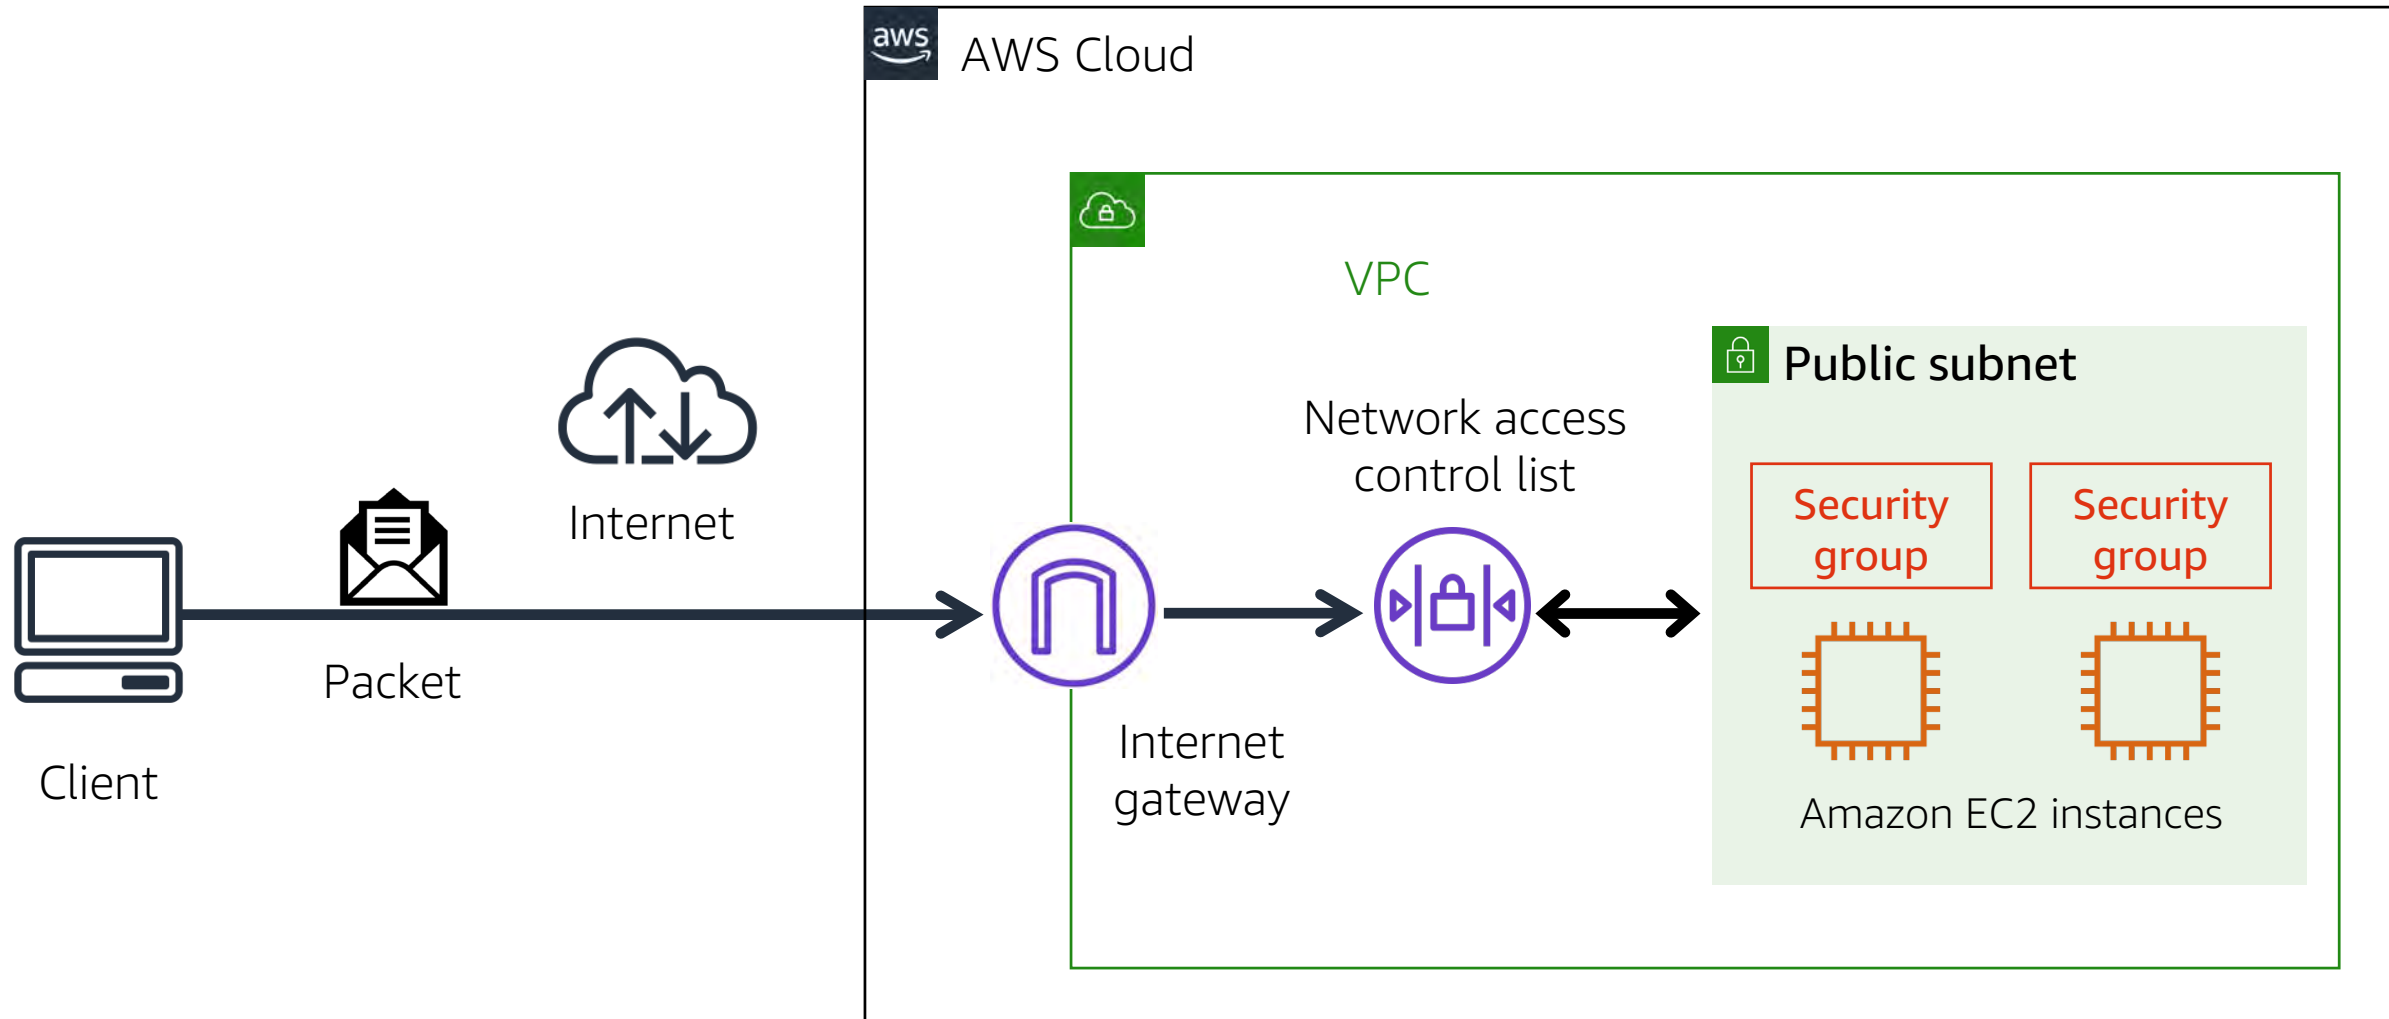 aws
AWS Cloud
VPC
Public subnet
Network access
control list
Security
group
Security
group
Internet
Packet
Client
Internet
gateway
Amazon EC2 instances